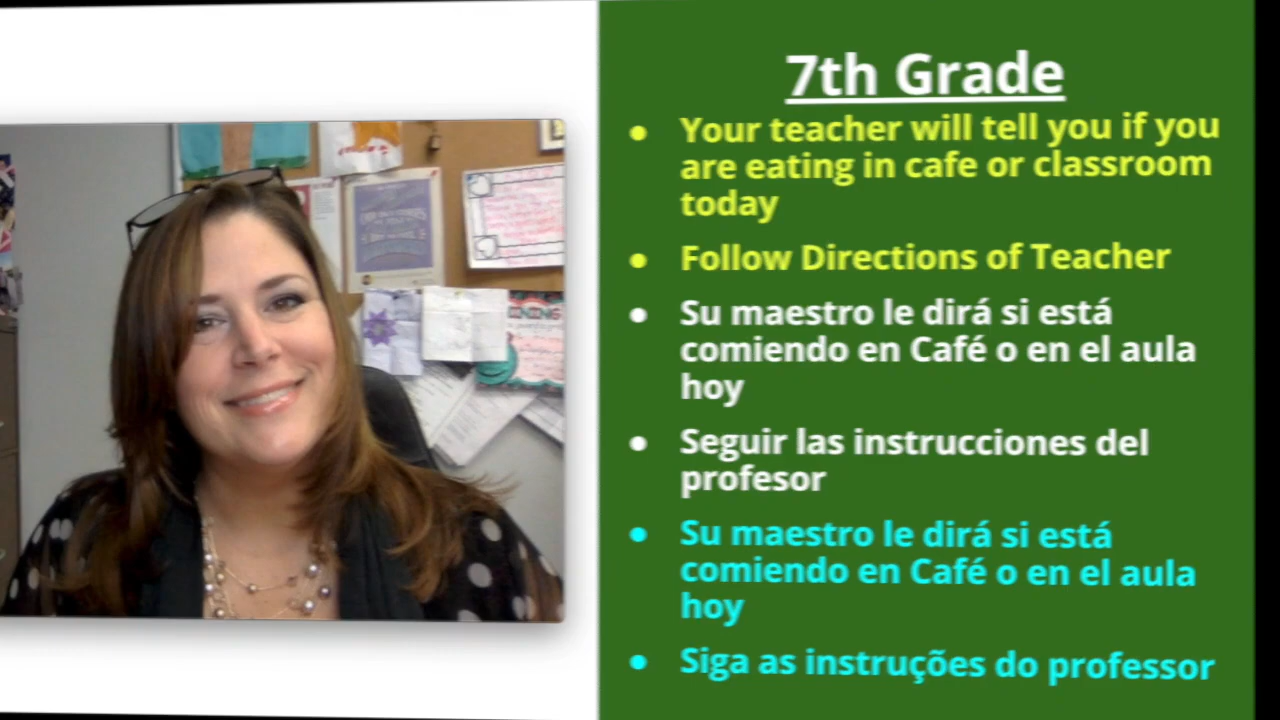 7th Grade
• Your teacher will tell you if you
are eating in cafe or classroom
today
• Follow Directions of Teacher
• Su maestro le dirá si está
comiendo en Café o en el aula
hoy
• Seguir las instrucciones del
profesor
• Su maestro le dirá si está
comiendo en Café o en el aula
hoy
• Siga as instruções do professor